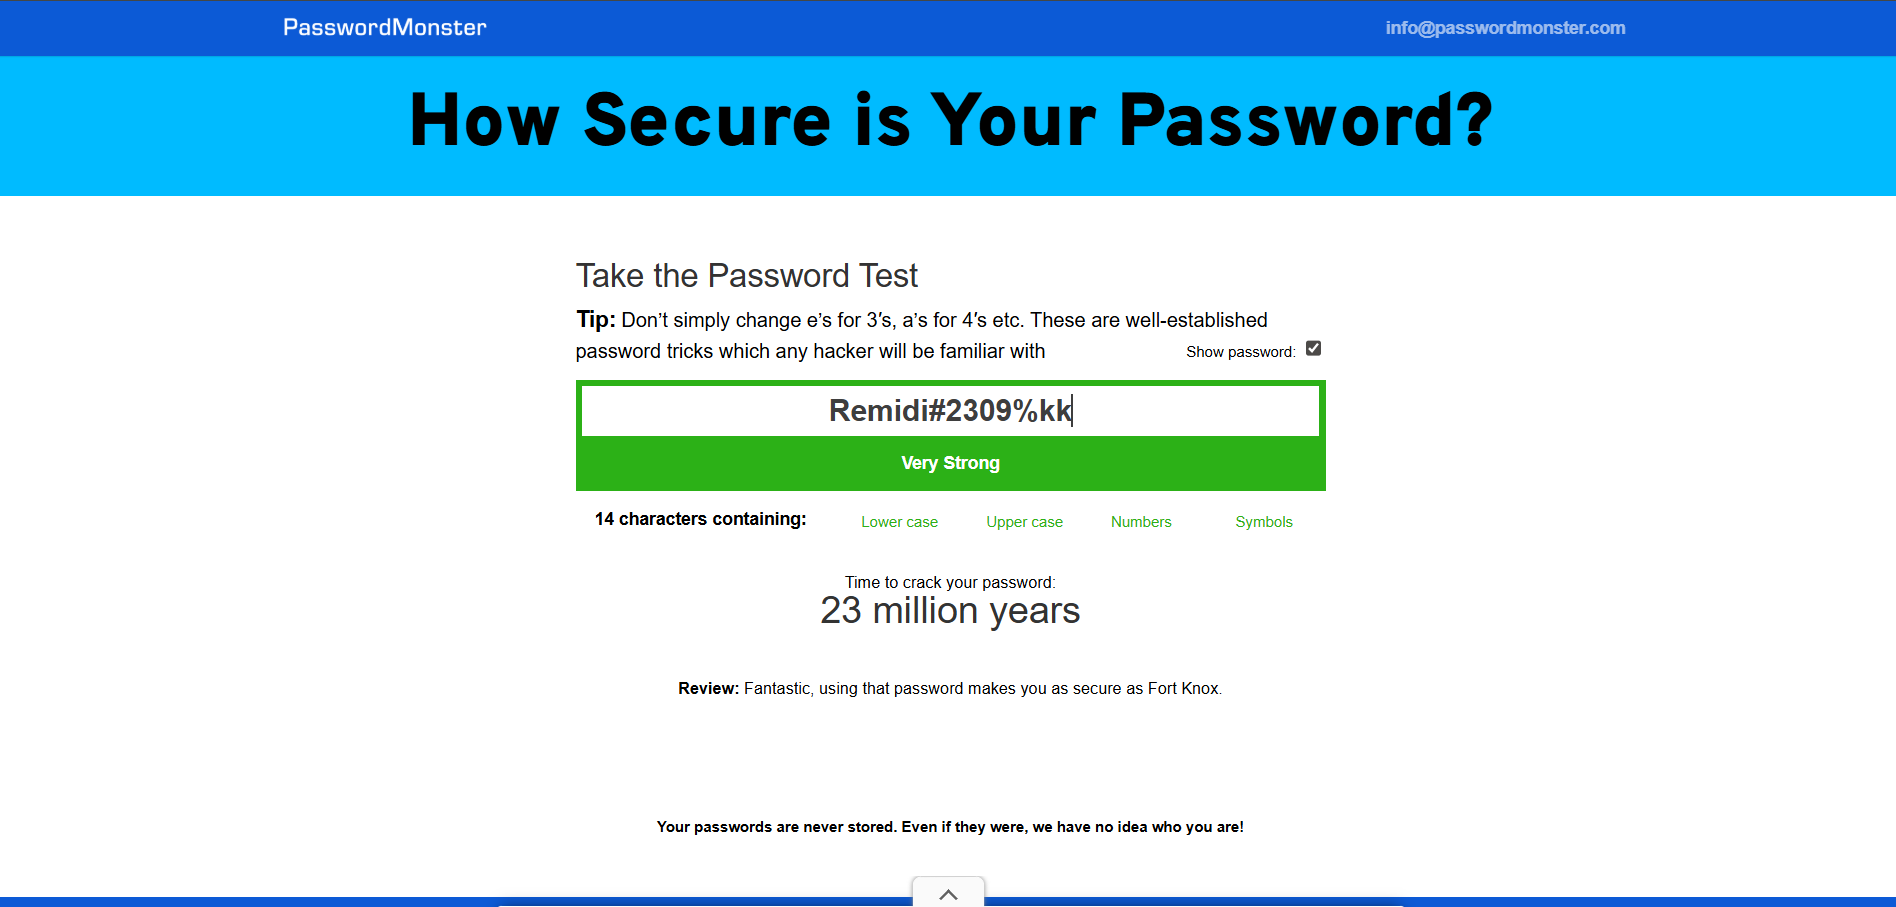 PasswordMonster
info@passwordmonster.com
How Secure is Your Password?
Take the Password Test
Tip: Don’t simply change e’s for 3′s, a’s for 4′s etc. These are well-established
password tricks which any hacker will be familiar with
Show password:
Remidi#2309%kk
Very Strong
14 characters containing:
Lower case
Upper case
Numbers
Symbols
Time to crack your password:
23 million years
Review: Fantastic, using that password makes you as secure as Fort Knox.
Your passwords are never stored. Even if they were, we have no idea who you are!